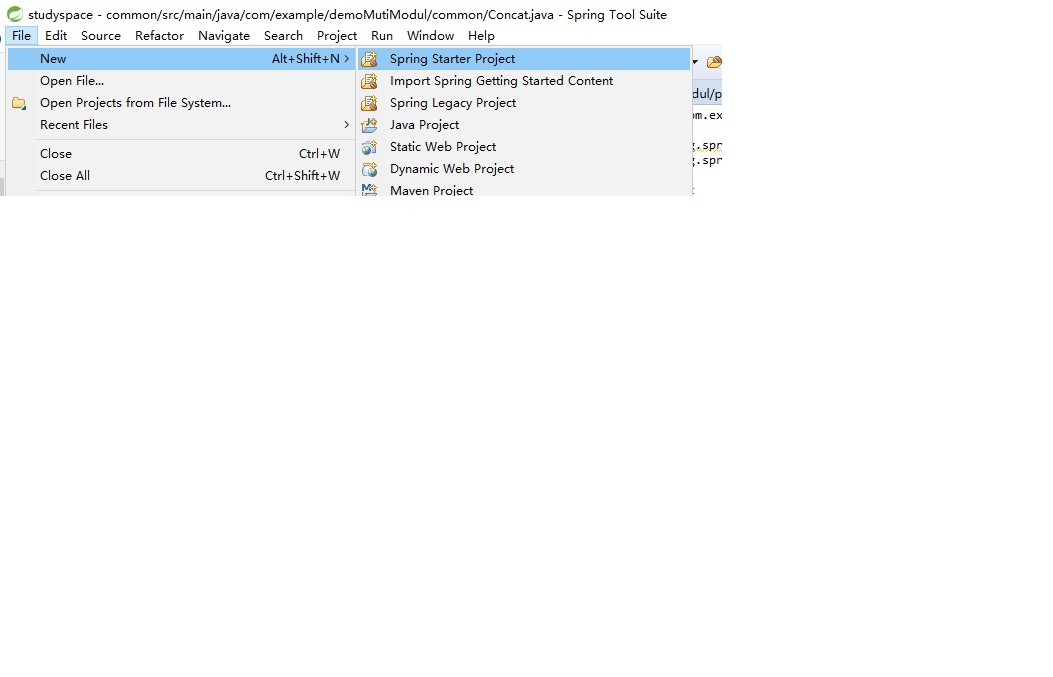 studyspace - common/src/main/java/com/example/demoMutiModul/common/Concat.java - Spring Tool Suite
File Edit Source Refactor Navigate Search Project Run Window Help
New Alt+Shift+N >
Open File...
Open Projects from File System...
Recent Files >
Close Ctrl+W
Close All Ctrl+Shift+W
Spring Starter Project
Import Spring Getting Started Content
Spring Legacy Project
Java Project
Static Web Project
Dynamic Web Project
Maven Project
dul/p
om.ex
g.spr
g.spr